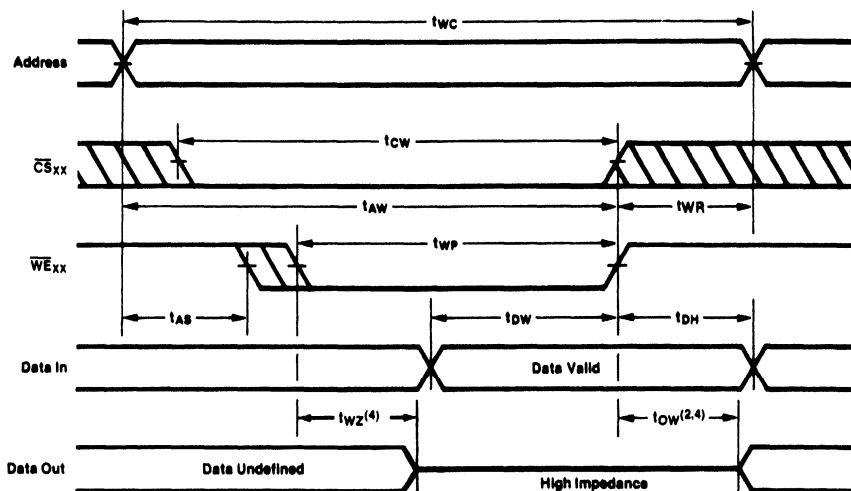 tWC
Address
tCW
CSXX
tAW
tWR
tWP
WEXX
tAS
tDW
tDH
Data In
Data Valid
tWZ(4)
tOW(2,4)
Data Out
Data Undefined
High Impedance